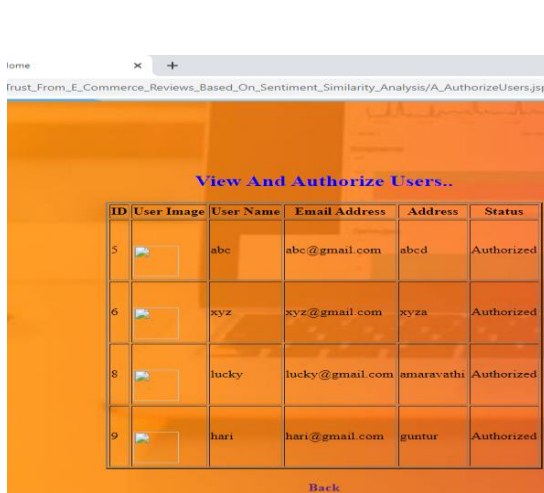 Home × +
Trust_From_E_Commerce_Reviews_Based_On_Sentiment_Similarity_Analysis/A_AuthorizeUsers.jsp
View And Authorize Users..
ID User Image User Name Email Address Address Status
5 abc abc@gmail.com abcd Authorized
6 xyz xyz@gmail.com xyza Authorized
8 lucky lucky@gmail.com amaravathi Authorized
9 hari hari@gmail.com guntur Authorized
Back